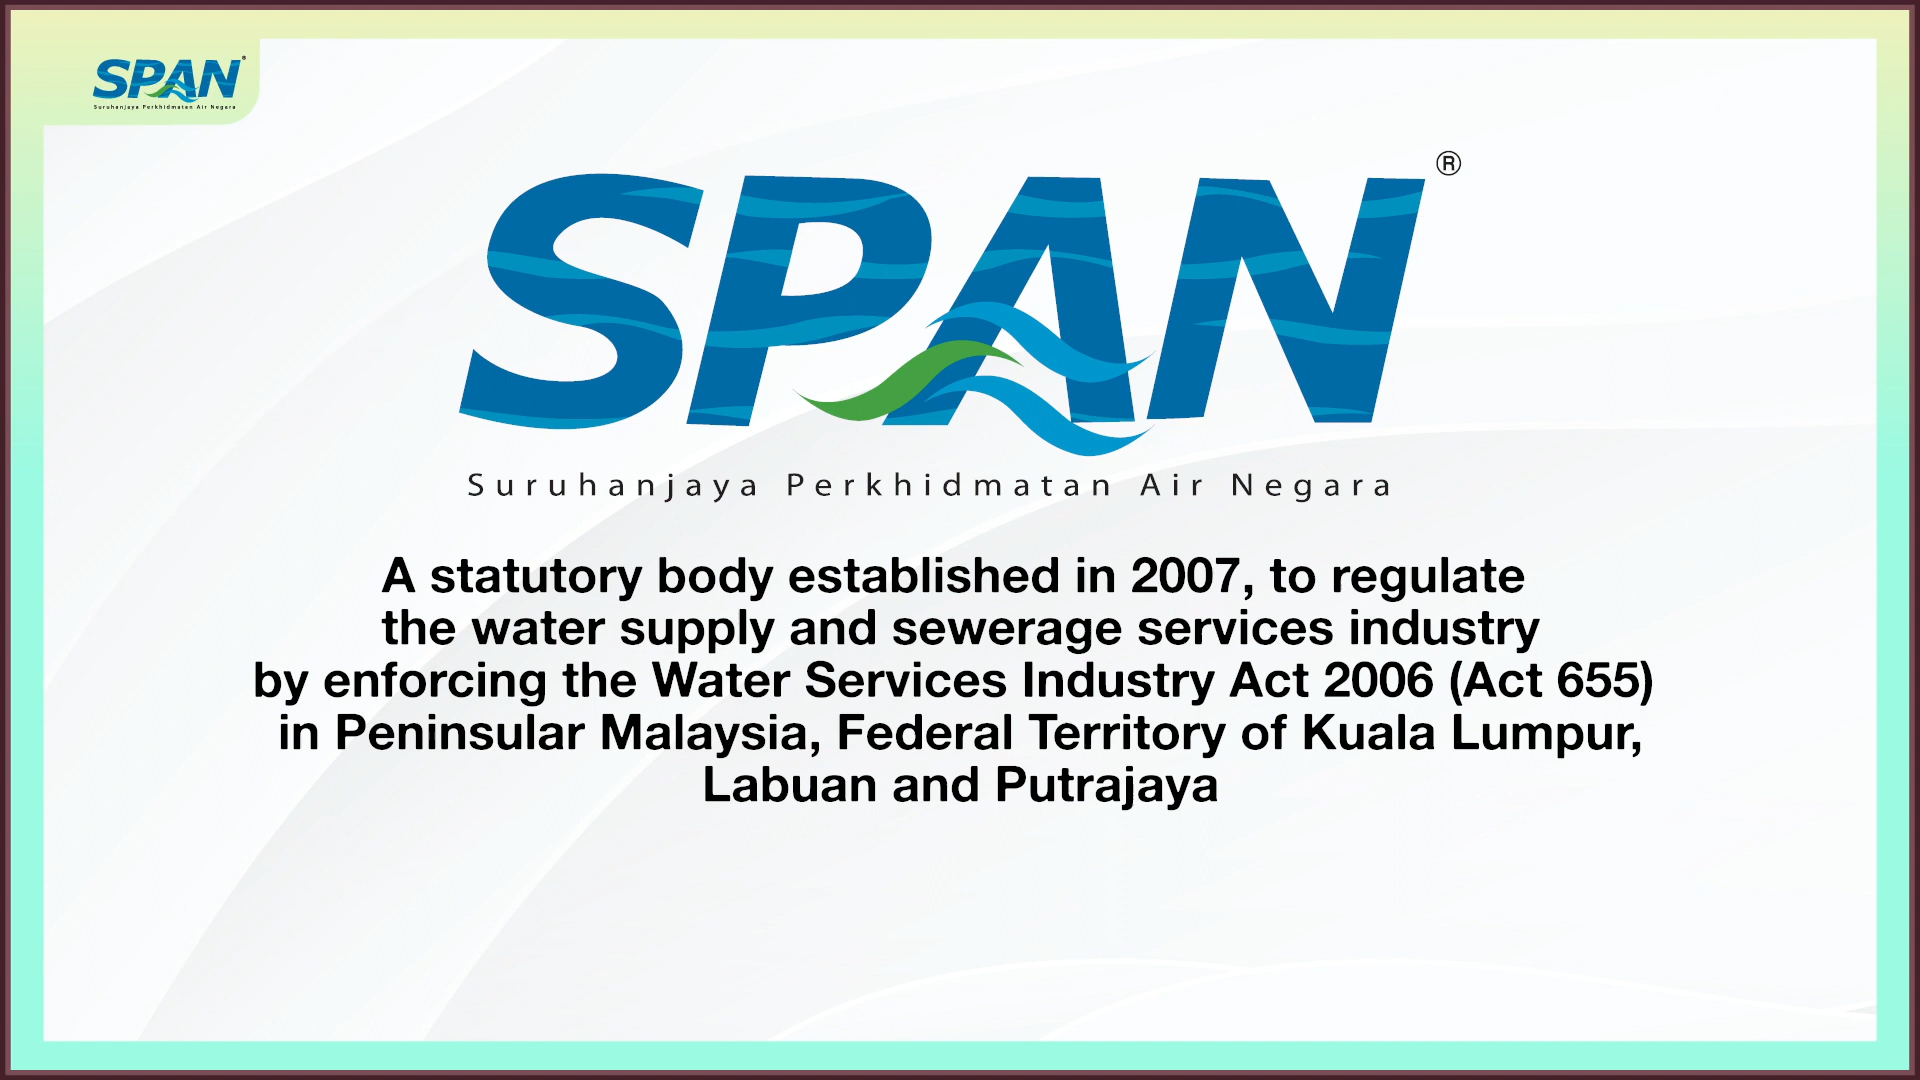 SPAN®
Suruhanjaya Perkhidmatan Air Negara
SPAN®
Suruhanjaya Perkhidmatan Air Negara
A statutory body established in 2007, to regulate
the water supply and sewerage services industry
by enforcing the Water Services Industry Act 2006 (Act 655)
in Peninsular Malaysia, Federal Territory of Kuala Lumpur,
Labuan and Putrajaya